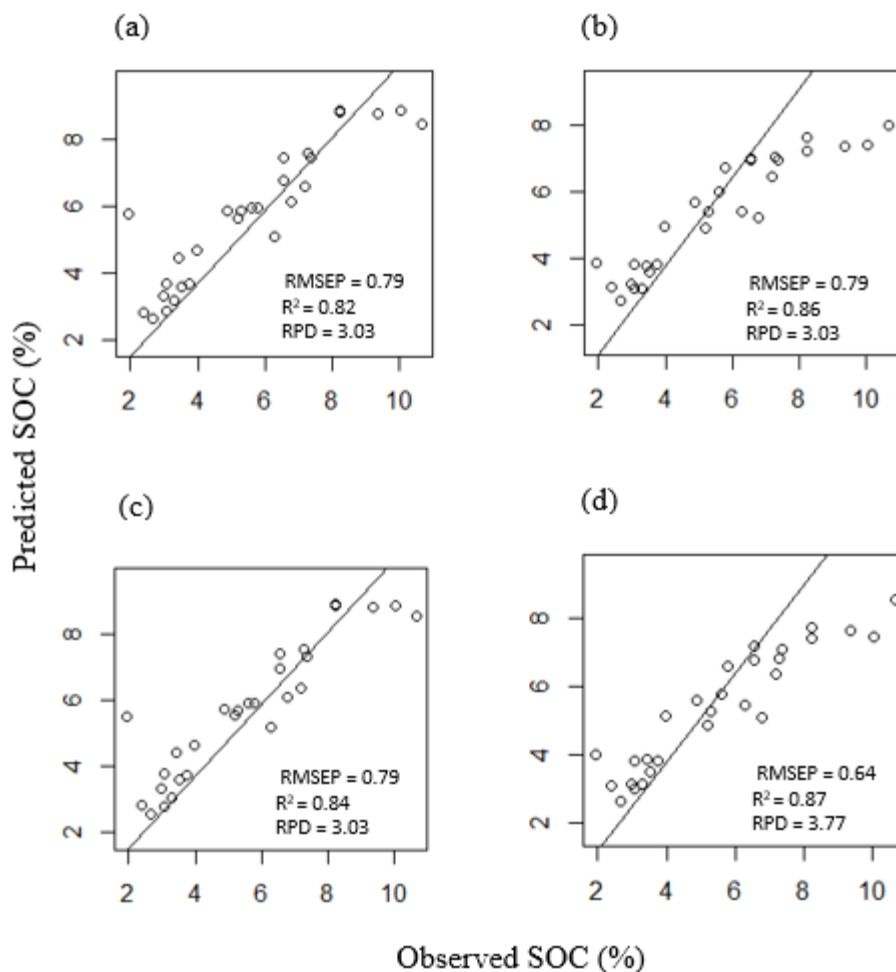 (a)
(b)
8
6
4
2
RMSEP = 0.79
R² = 0.82
RPD = 3.03
2 4 6 8 10
8
6
4
2
RMSEP = 0.79
R² = 0.86
RPD = 3.03
2 4 6 8 10
Predicted SOC (%)
(c)
(d)
8
6
4
2
RMSEP = 0.79
R² = 0.84
RPD = 3.03
2 4 6 8 10
8
6
4
2
RMSEP = 0.64
R² = 0.87
RPD = 3.77
2 4 6 8 10
Observed SOC (%)